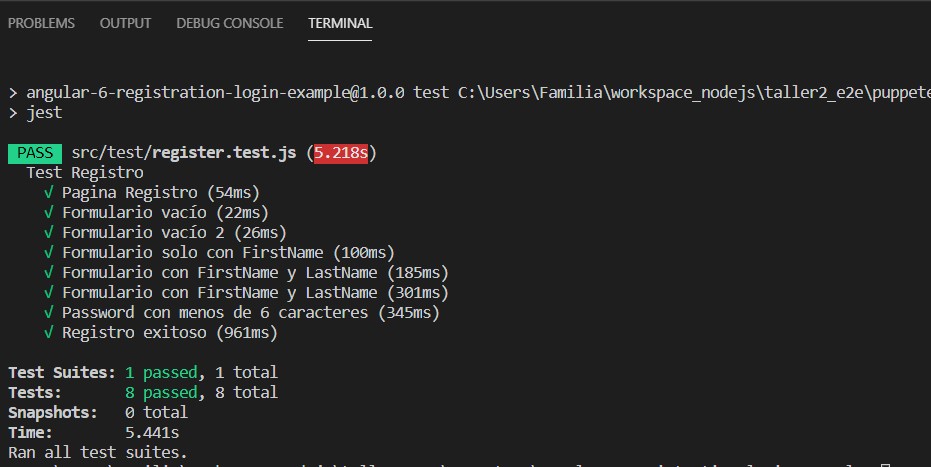 PROBLEMS OUTPUT DEBUG CONSOLE TERMINAL
> angular-6-registration-login-example@1.0.0 test C:\Users\Familia\workspace_nodejs\taller2_e2e\puppete
> jest
PASS src/test/register.test.js (5.218s)
Test Registro
√ Pagina Registro (54ms)
√ Formulario vacío (22ms)
√ Formulario vacío 2 (26ms)
√ Formulario solo con FirstName (100ms)
√ Formulario con FirstName y LastName (185ms)
√ Formulario con FirstName y LastName (301ms)
√ Password con menos de 6 caracteres (345ms)
√ Registro exitoso (961ms)
Test Suites: 1 passed, 1 total
Tests: 8 passed, 8 total
Snapshots: 0 total
Time: 5.441s
Ran all test suites.